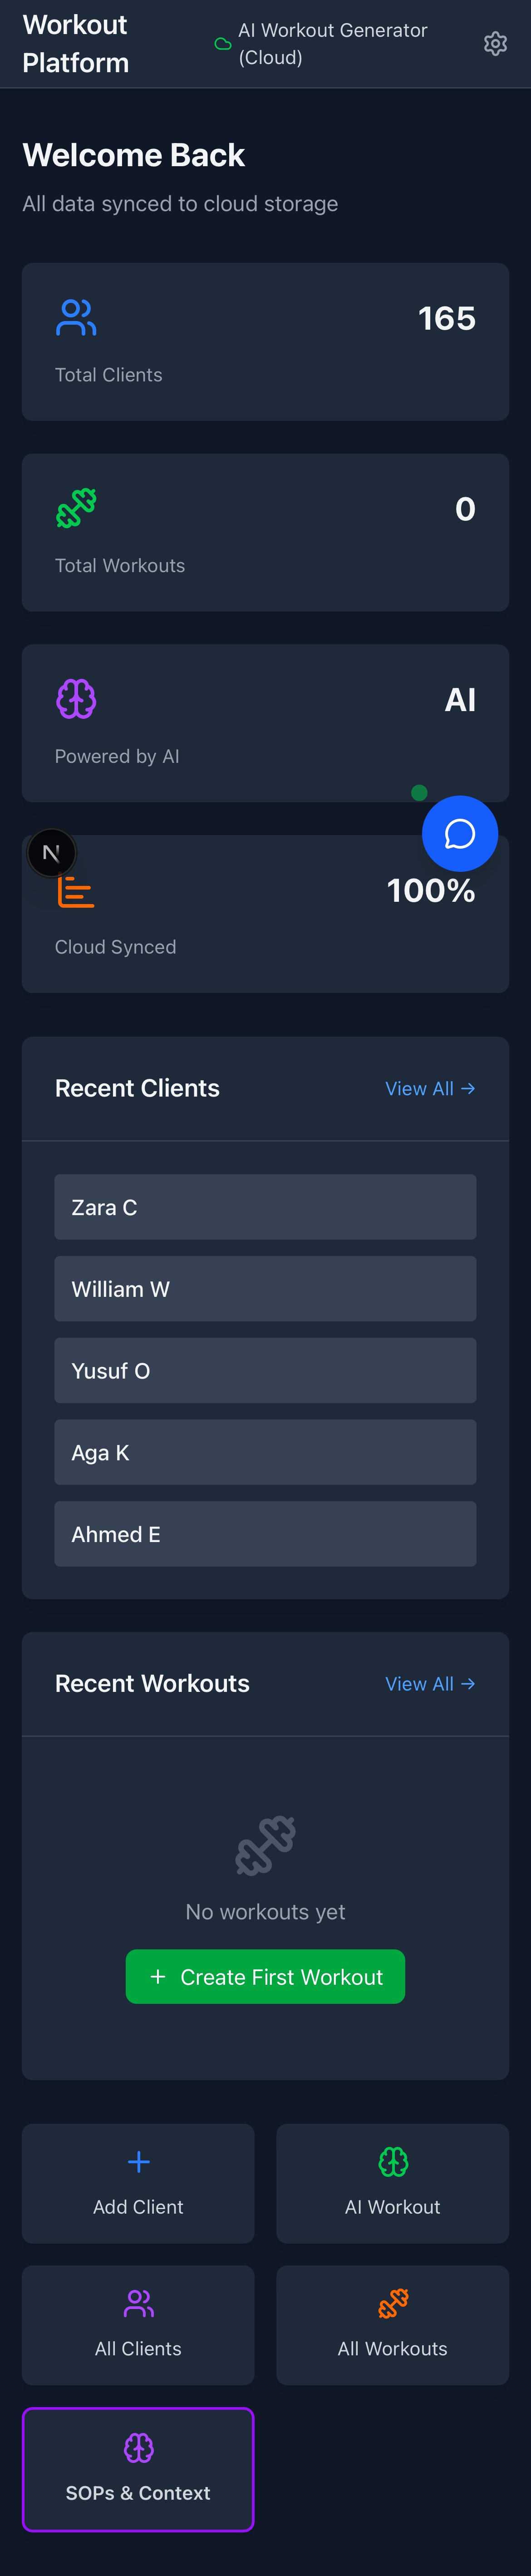 Workout
Platform
AI Workout Generator
(Cloud)
Welcome Back
All data synced to cloud storage
165
Total Clients
0
Total Workouts
AI
Powered by AI
N
100%
Cloud Synced
Recent Clients
View All →
Zara C
William W
Yusuf O
Aga K
Ahmed E
Recent Workouts
View All →
No workouts yet
+ Create First Workout
Add Client
AI Workout
All Clients
All Workouts
SOPs & Context